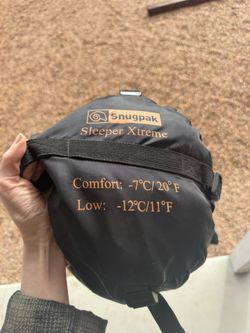 Snugpak
Sleeper Xtreme
Comfort: -7°C/ 20°F
Low: -12°C/11°F